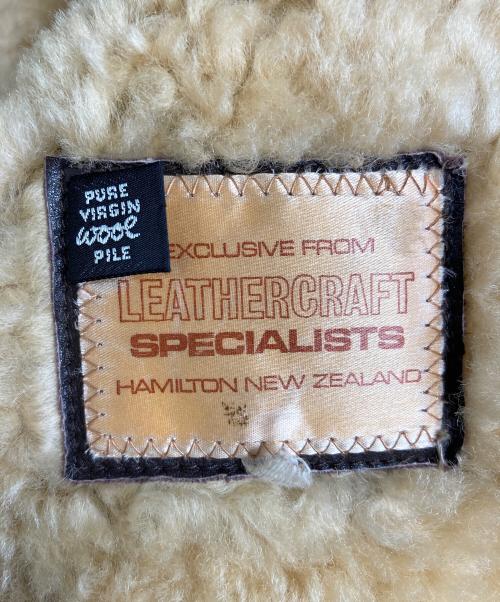 PURE
VIRGIN
wool
PILE
EXCLUSIVE FROM
LEATHERCRAFT
SPECIALISTS
HAMILTON NEW ZEALAND